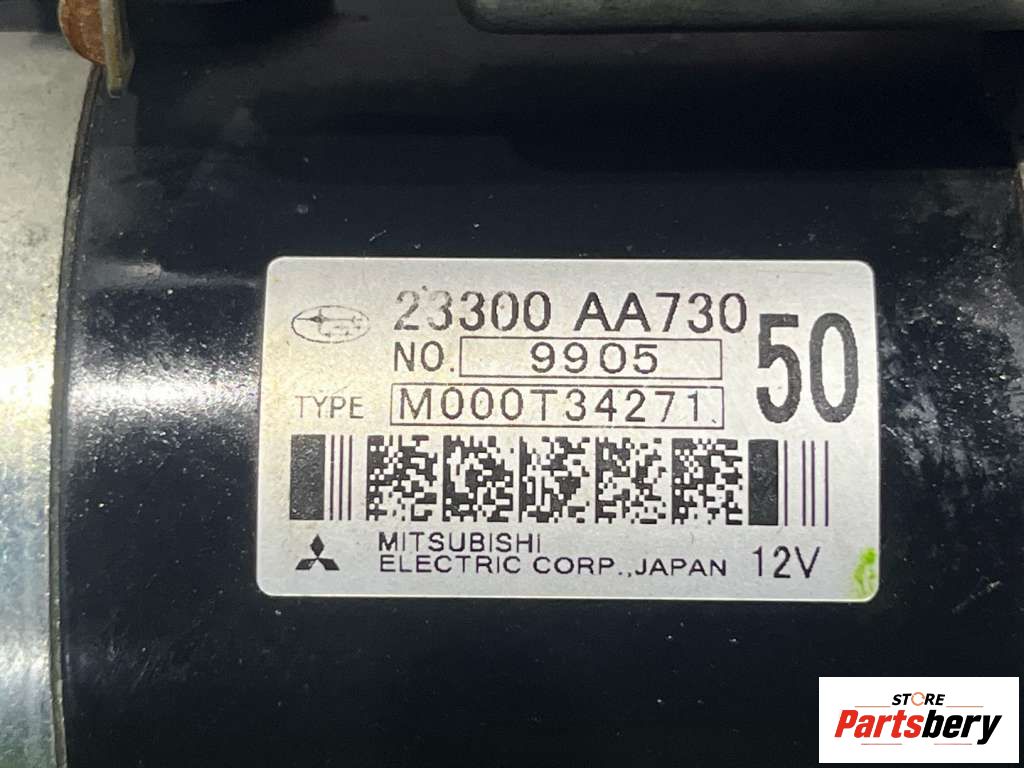 23300 AA730
50
NO. 9905
TYPE M000T34271
MITSUBISHI
ELECTRIC CORP.,JAPAN 12V
STORE
Partsbery